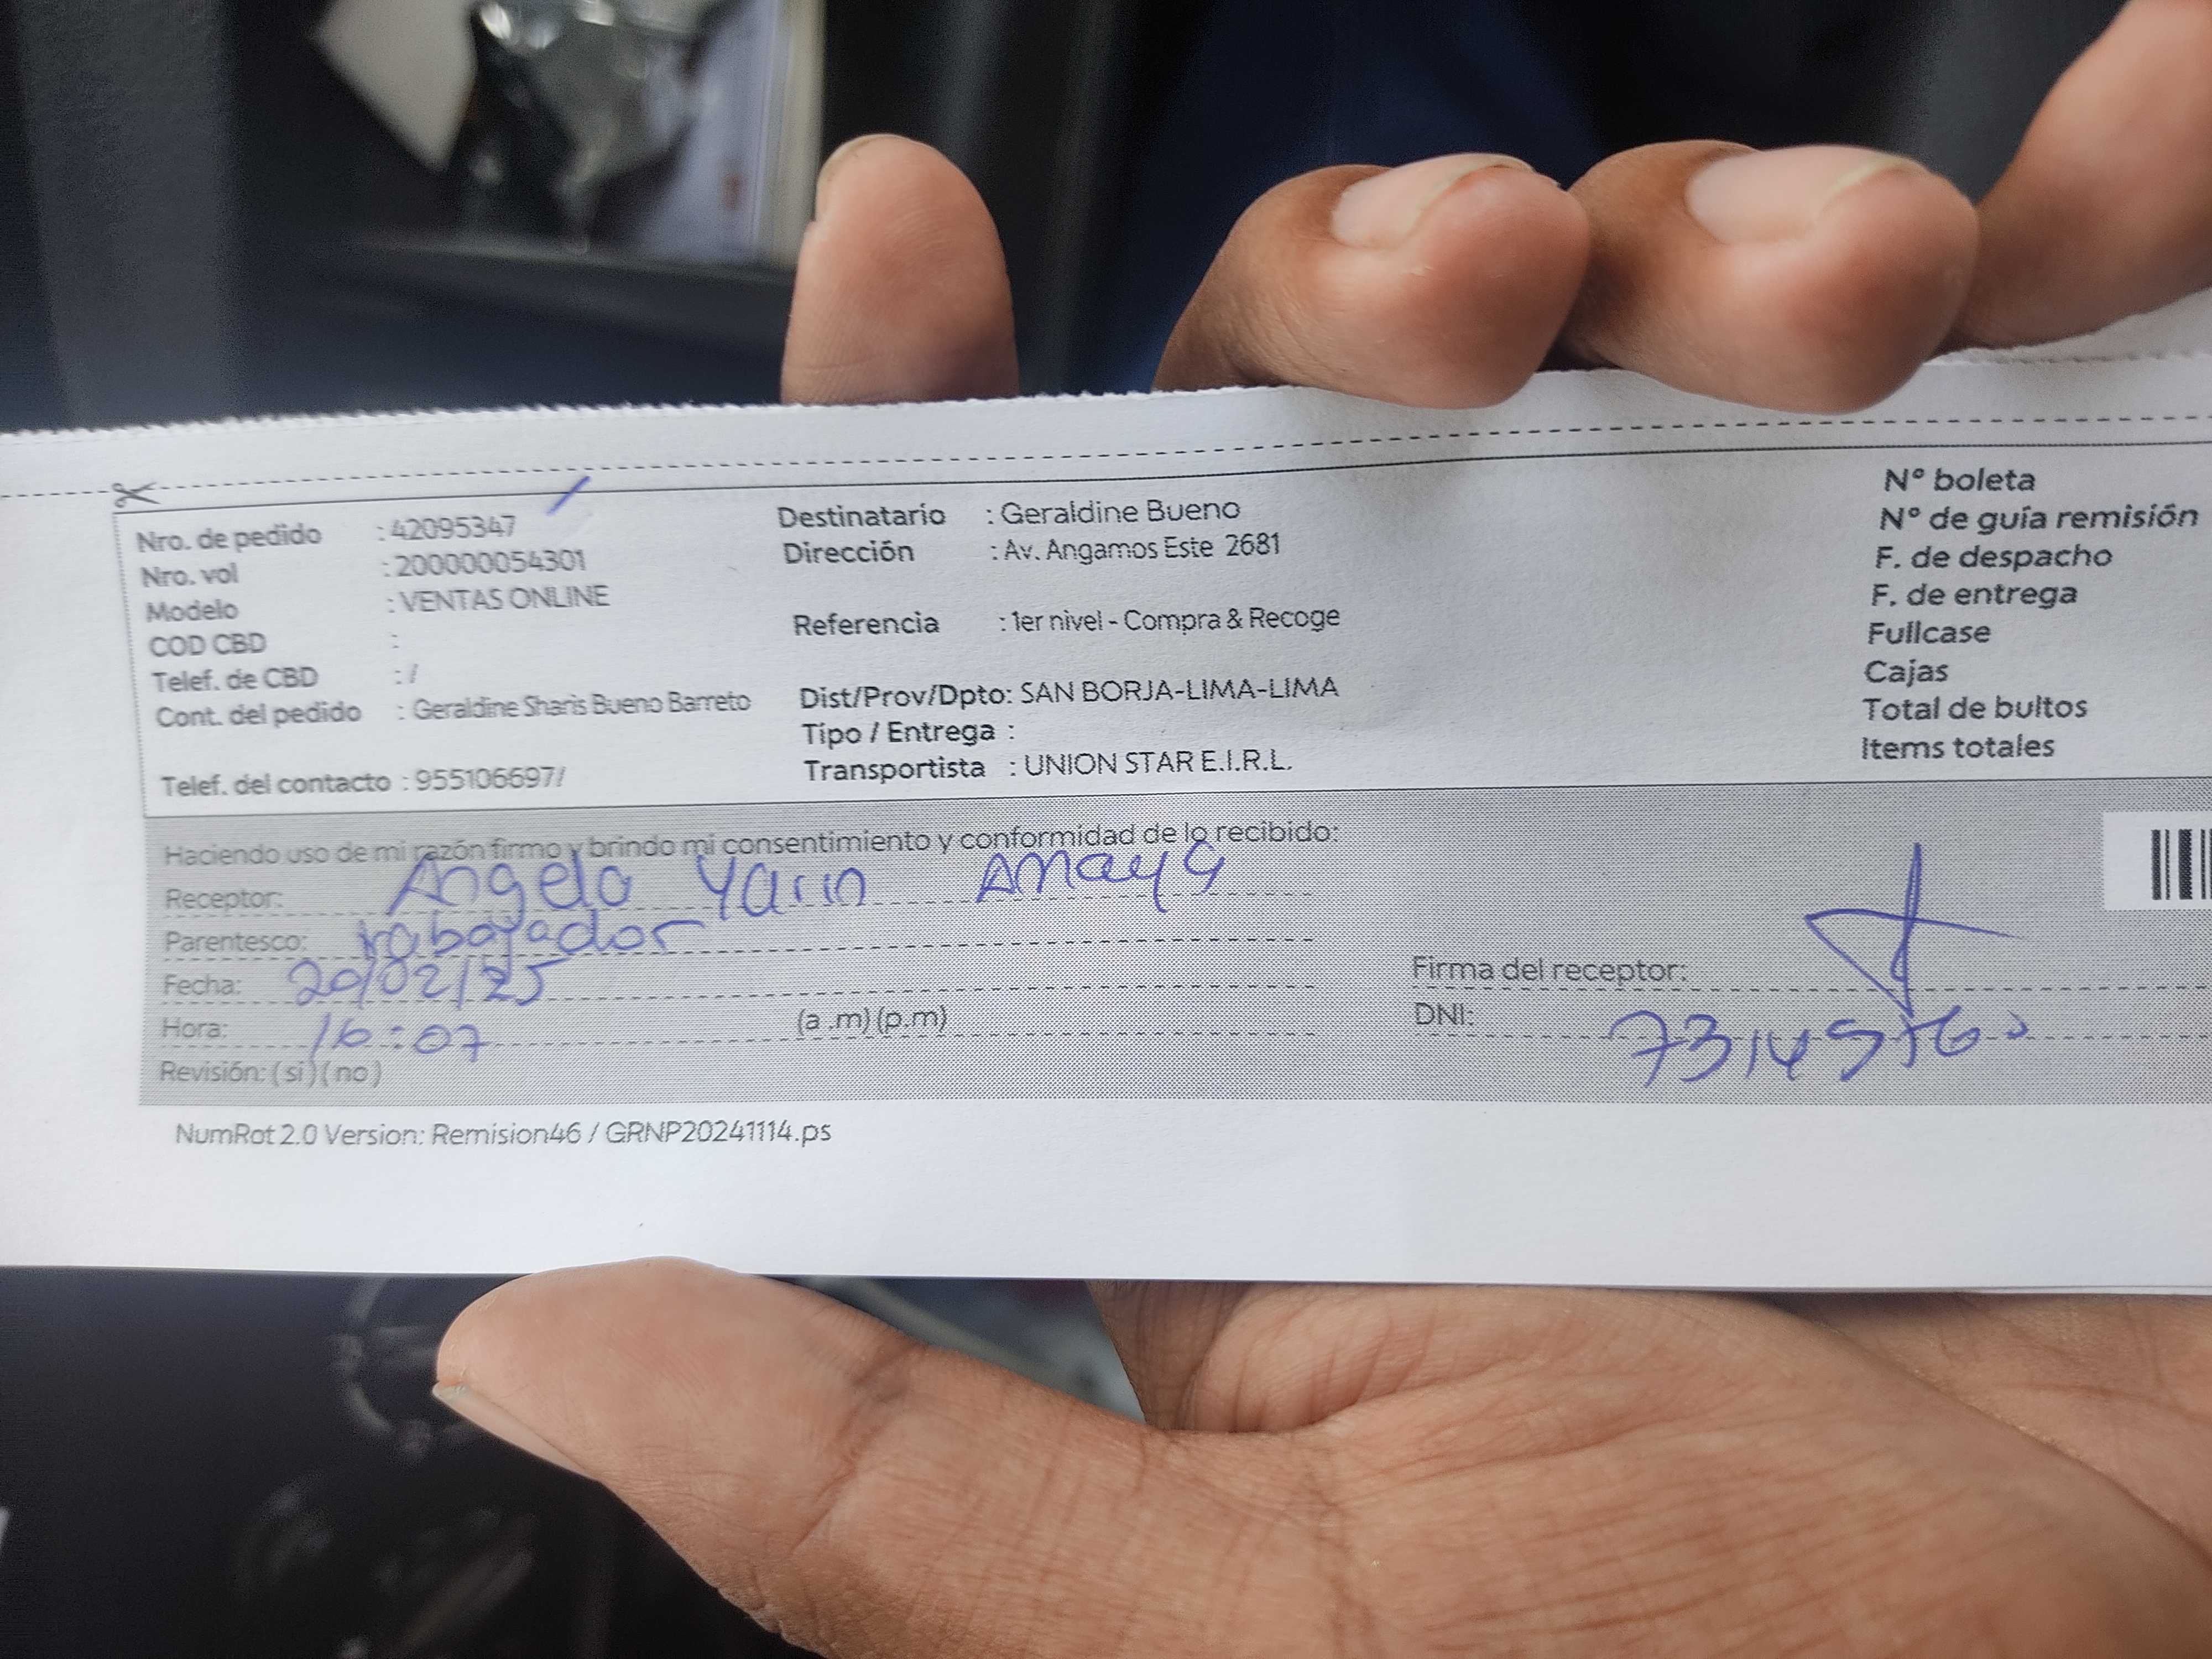 Nro. de pedido : 42095347
Nro. vol : 200000054301
Modelo : VENTAS ONLINE
COD CBD :
Telef. de CBD : /
Cont. del pedido : Geraldine Sharis Bueno Barreto
Telef. del contacto : 955106697/
Destinatario : Geraldine Bueno
Dirección : Av. Angamos Este 2681
Referencia : 1er nivel - Compra & Recoge
Dist/Prov/Dpto: SAN BORJA-LIMA-LIMA
Tipo / Entrega :
Transportista : UNION STAR E.I.R.L.
Nº boleta
Nº de guía remisión
F. de despacho
F. de entrega
Fullcase
Cajas
Total de bultos
Items totales
Haciendo uso de mi razón firmo y brindo mi consentimiento y conformidad de lo recibido:
Receptor: Angela Yarin Amaya
Parentesco: trabajador
Fecha: 20/02/25
Hora: 16:07 (a .m) (p.m)
Revisión: ( si ) ( no )
Firma del receptor:
DNI:
NumRot 2.0 Version: Remision46 / GRNP20241114.ps